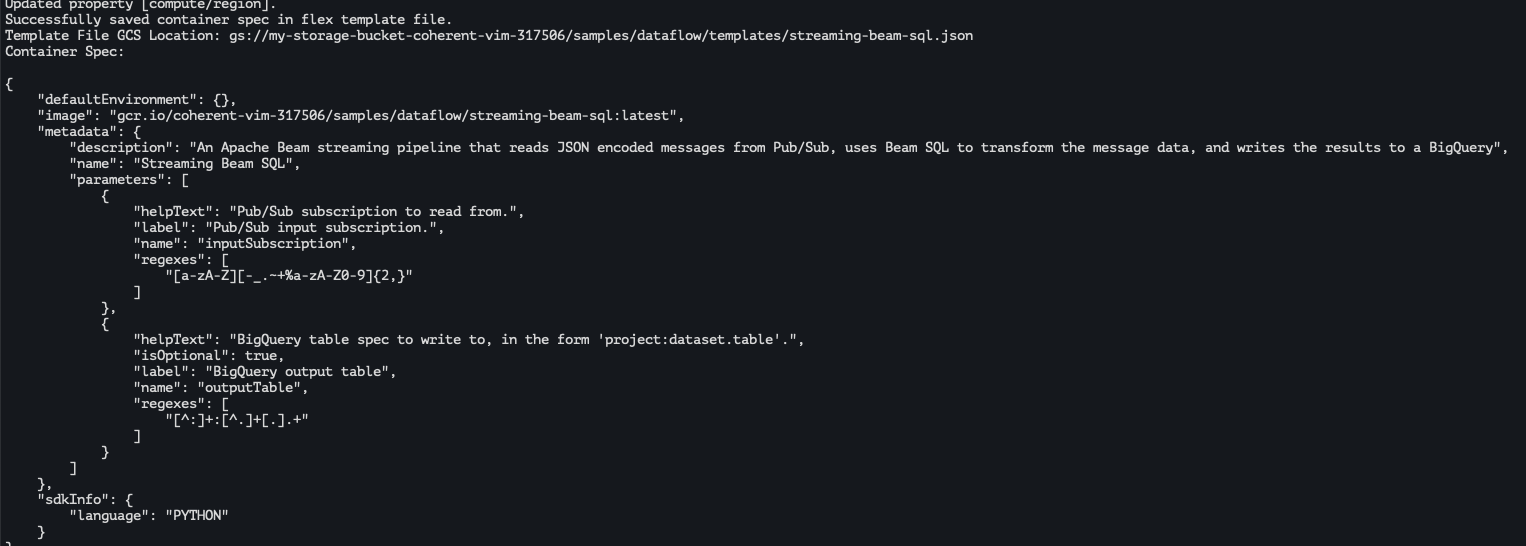 Updated property [compute/region].
Successfully saved container spec in flex template file.
Template File GCS Location: gs://my-storage-bucket-coherent-vim-317506/samples/dataflow/templates/streaming-beam-sql.json
Container Spec:

{
    "defaultEnvironment": {},
    "image": "gcr.io/coherent-vim-317506/samples/dataflow/streaming-beam-sql:latest",
    "metadata": {
        "description": "An Apache Beam streaming pipeline that reads JSON encoded messages from Pub/Sub, uses Beam SQL to transform the message data, and writes the results to a BigQuery",
        "name": "Streaming Beam SQL",
        "parameters": [
            {
                "helpText": "Pub/Sub subscription to read from.",
                "label": "Pub/Sub input subscription.",
                "name": "inputSubscription",
                "regexes": [
                    "[a-zA-Z][-_.~+%a-zA-Z0-9]{2,}"
                ]
            },
            {
                "helpText": "BigQuery table spec to write to, in the form 'project:dataset.table'.",
                "isOptional": true,
                "label": "BigQuery output table",
                "name": "outputTable",
                "regexes": [
                    "[^:]+:[^.]+[.].+"
                ]
            }
        ]
    },
    "sdkInfo": {
        "language": "PYTHON"
    }
}